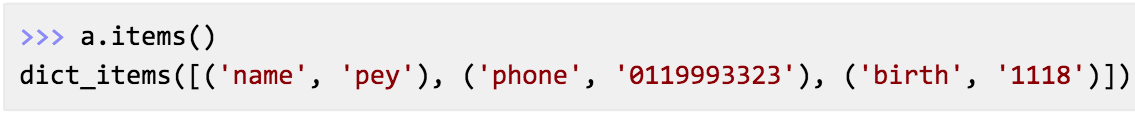 >>> a.items()
dict_items([('name', 'pey'), ('phone', '0119993323'), ('birth', '1118')])